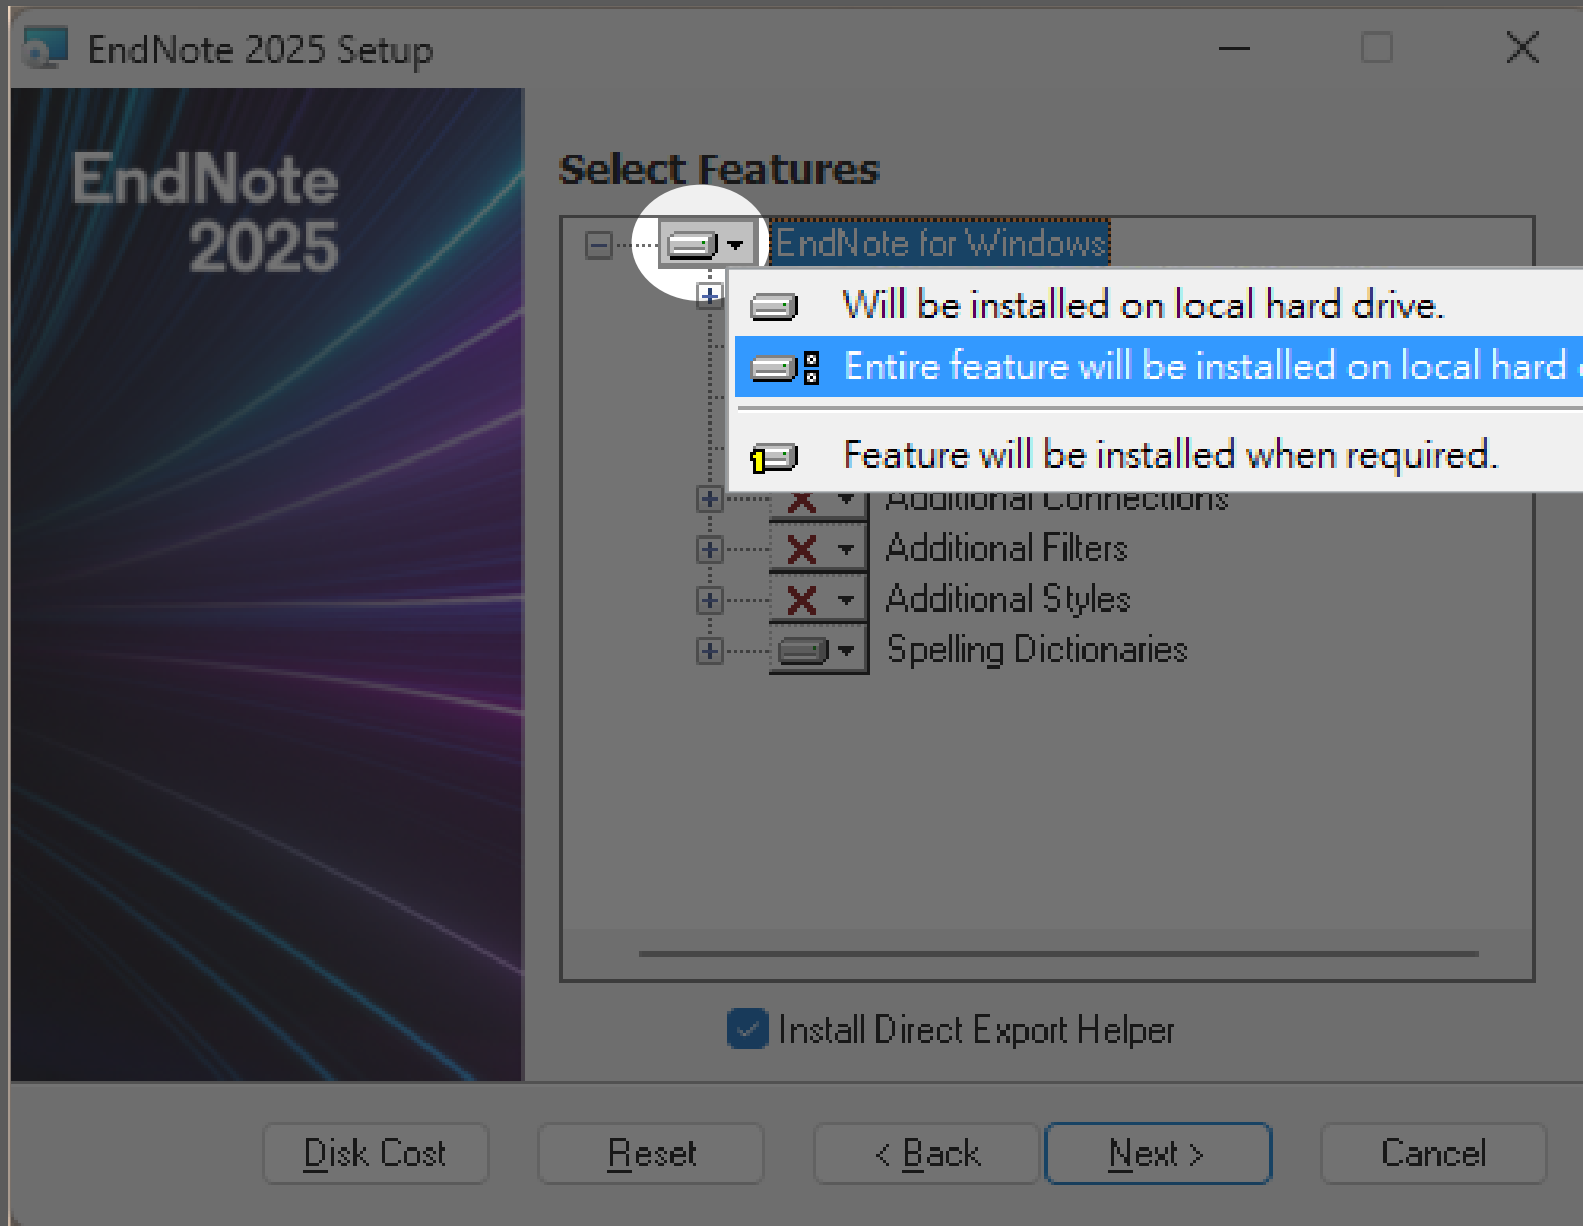 EndNote 2025 Setup
EndNote
2025
Select Features
EndNote for Windows
Will be installed on local hard drive.
Entire feature will be installed on local hard
Feature will be installed when required.
Additional Connections
Additional Filters
Additional Styles
Spelling Dictionaries
Install Direct Export Helper
Disk Cost
Reset
< Back
Next >
Cancel